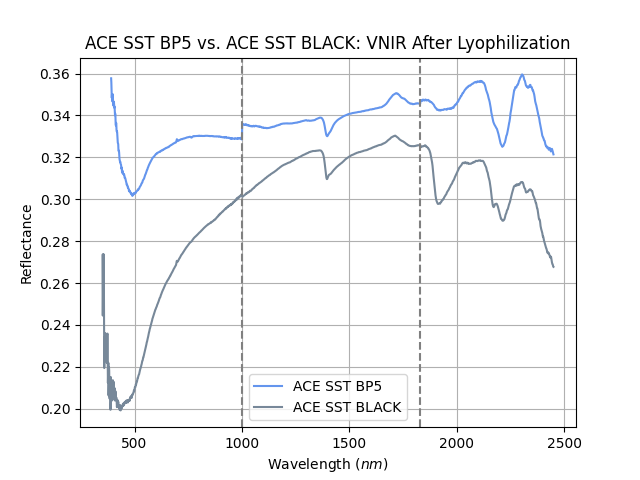 ACE SST BP5 vs. ACE SST BLACK: VNIR After Lyophilization
0.36
0.34
0.32
0.30
0.28
0.26
0.24
0.22
0.20
Reflectance
ACE SST BP5
ACE SST BLACK
500
1000
1500
2000
2500
Wavelength (nm)